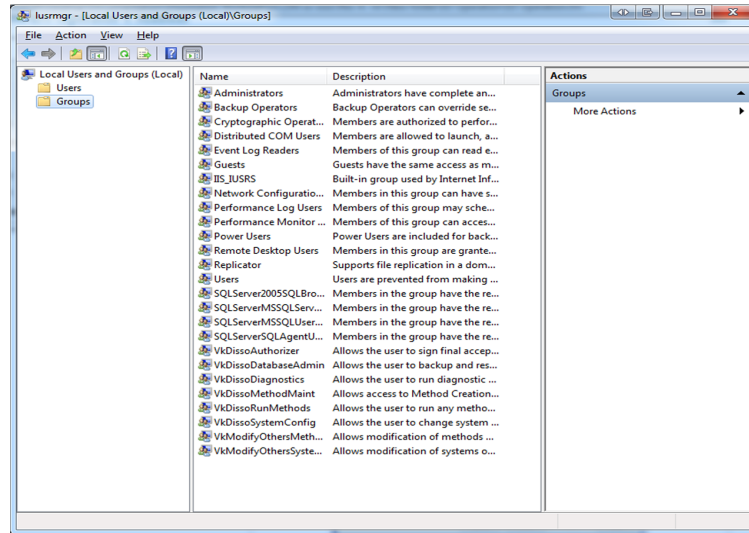 lusrmgr - [Local Users and Groups (Local)\Groups]
File Action View Help
Local Users and Groups (Local)
Users
Groups
Name Description
Administrators Administrators have complete an...
Backup Operators Backup Operators can override se...
Cryptographic Operat... Members are authorized to perfor...
Distributed COM Users Members are allowed to launch, a...
Event Log Readers Members of this group can read e...
Guests Guests have the same access as m...
IIS_IUSRS Built-in group used by Internet Inf...
Network Configuratio... Members in this group can have s...
Performance Log Users Members of this group may sche...
Performance Monitor ... Members of this group can acces...
Power Users Power Users are included for back...
Remote Desktop Users Members in this group are grante...
Replicator Supports file replication in a dom...
Users Users are prevented from making ...
SQLServer2005SQLBro... Members in the group have the re...
SQLServerMSSQLServ... Members in the group have the re...
SQLServerMSSQLUser... Members in the group have the re...
SQLServerSQLAgentU... Members in the group have the re...
VkDissoAuthorizer Allows the user to sign final accep...
VkDissoDatabaseAdmin Allows the user to backup and res...
VkDissoDiagnostics Allows the user to run diagnostic ...
VkDissoMethodMaint Allows access to Method Creation...
VkDissoRunMethods Allows the user to run any metho...
VkDissoSystemConfig Allows the user to change system ...
VkModifyOthersMeth... Allows modification of methods ...
VkModifyOthersSyste... Allows modification of systems o...
Actions
Groups
More Actions